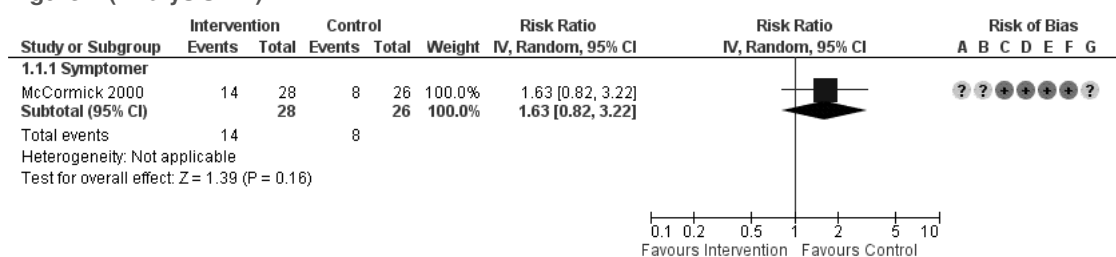 Intervention Control Risk Ratio Risk Ratio Risk of Bias
Study or Subgroup Events Total Events Total Weight IV, Random, 95% CI IV, Random, 95% CI A B C D E F G
1.1.1 Symptomer
McCormick 2000 14 28 8 26 100.0% 1.63 [0.82, 3.22] ? ? + + + + ?
Subtotal (95% CI) 28 26 100.0% 1.63 [0.82, 3.22]
Total events 14 8
Heterogeneity: Not applicable
Test for overall effect: Z = 1.39 (P = 0.16)
0.1 0.2 0.5 1 2 5 10
Favours Intervention Favours Control